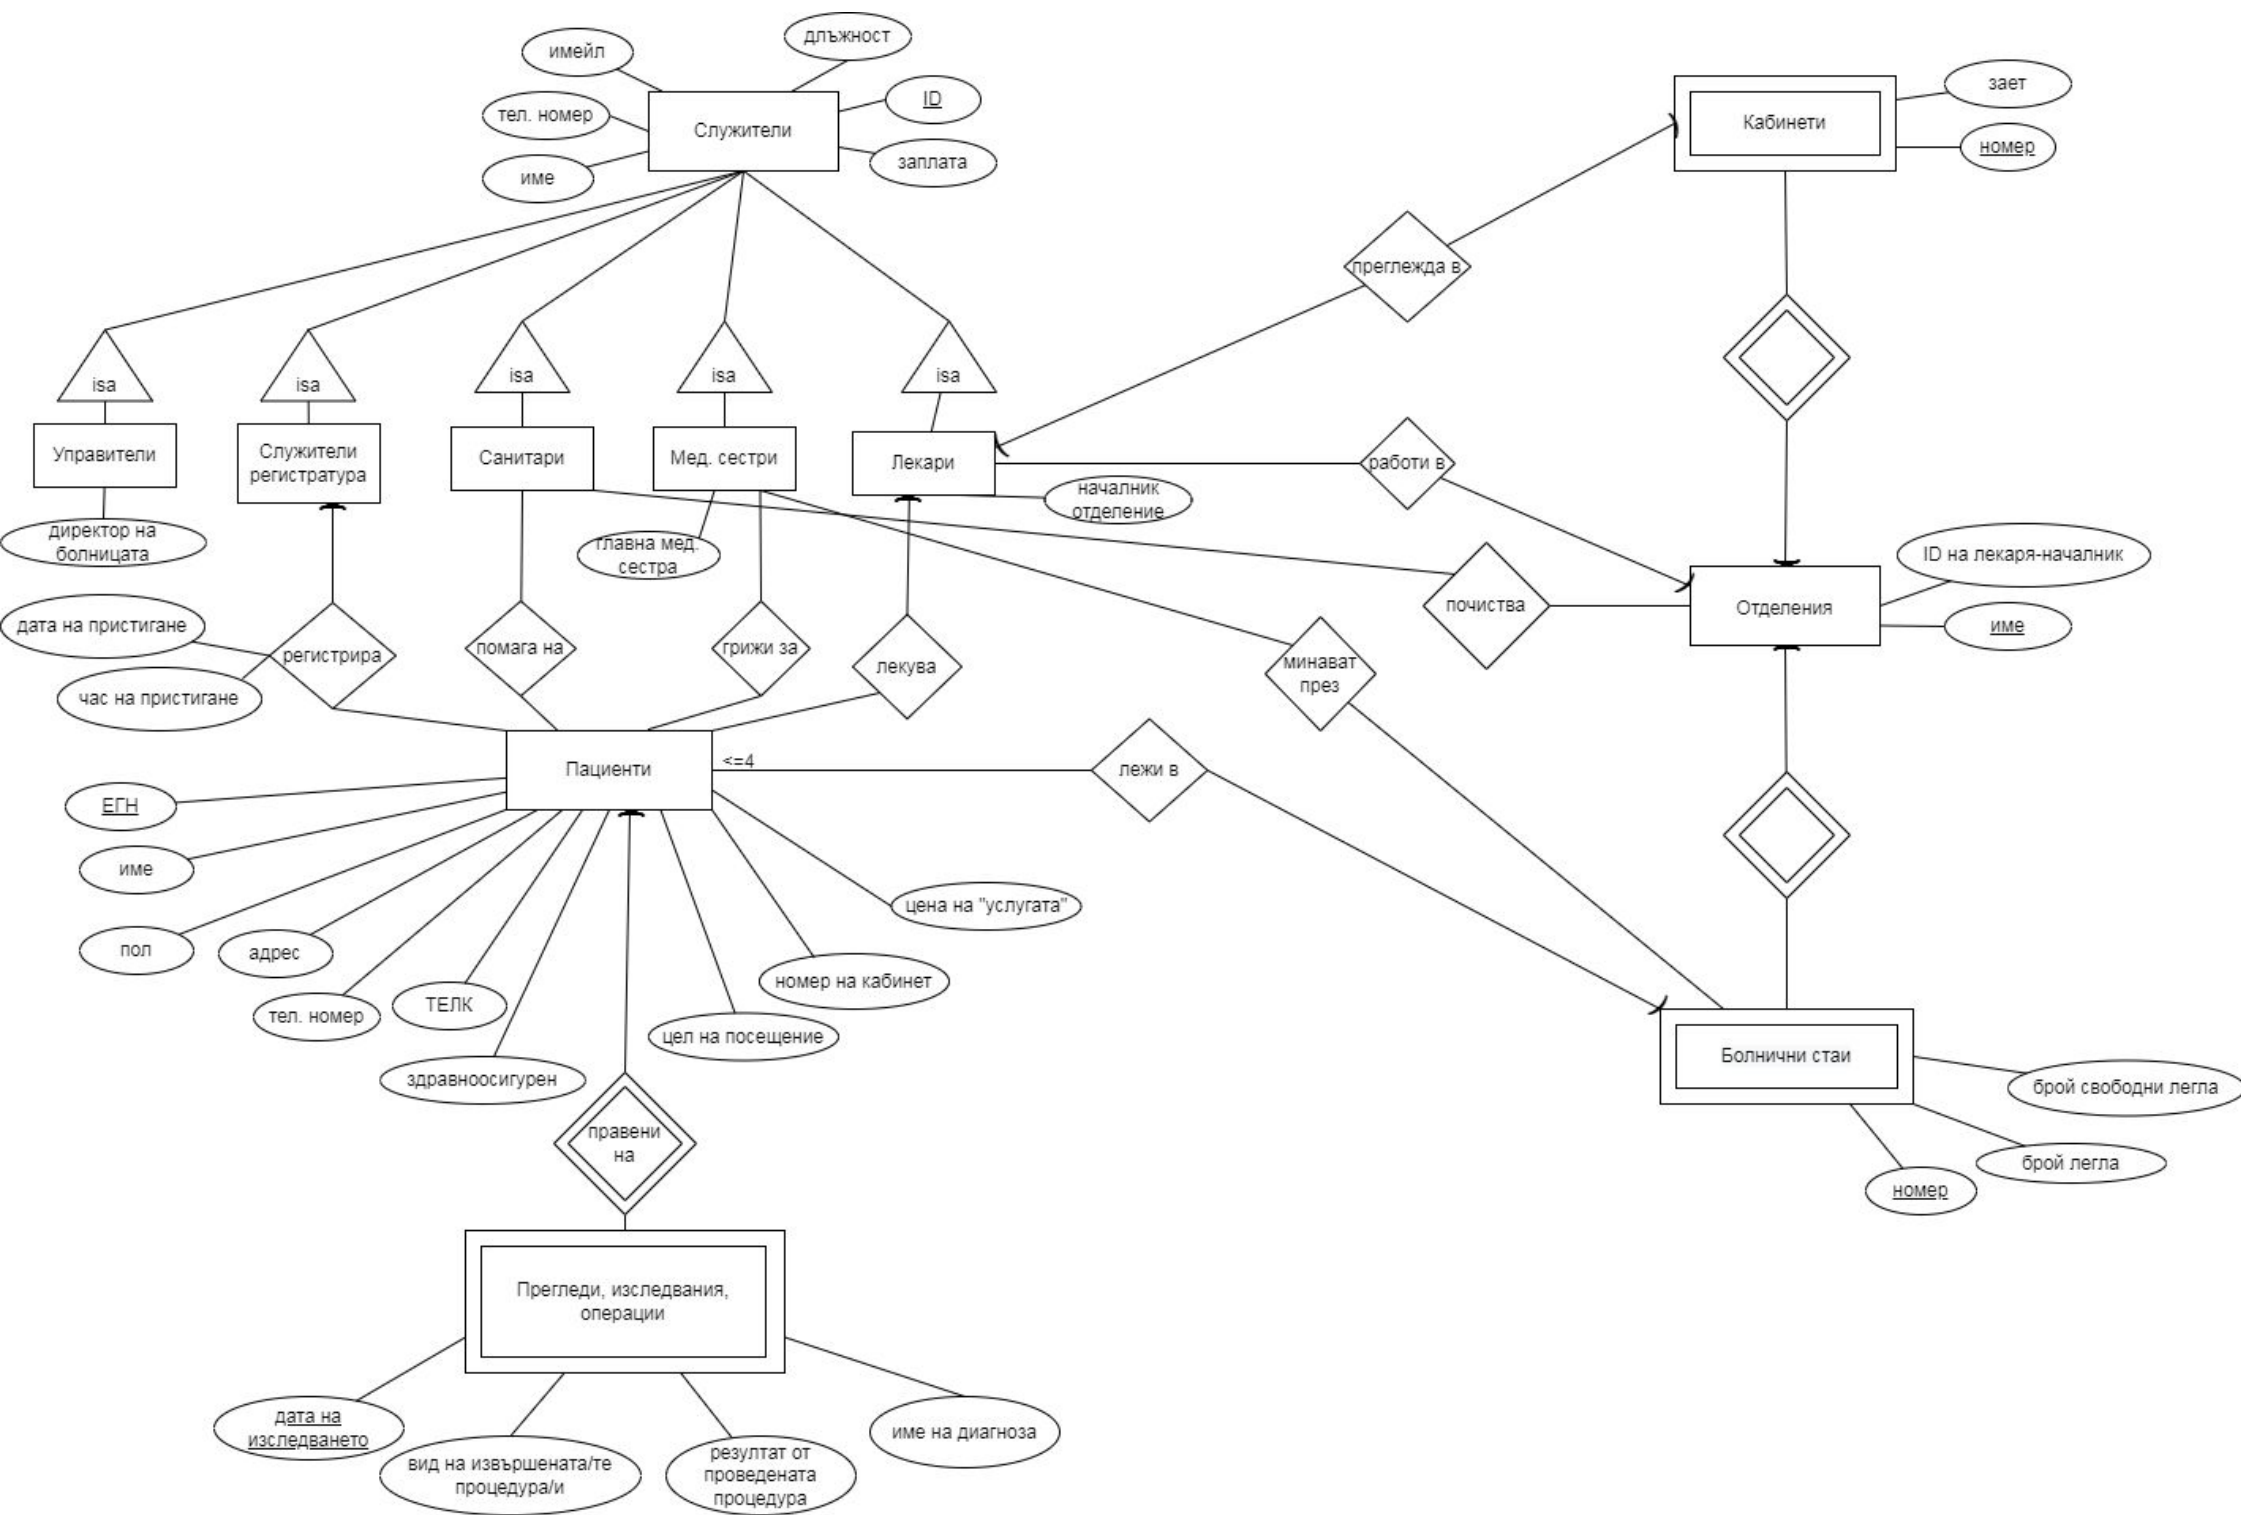 имейл
длъжност
тел. номер
ID
Служители
име
заплата
зает
Кабинети
номер
преглежда в
isa
isa
isa
isa
isa
Управители
Служители
регистратура
Санитари
Мед. сестри
Лекари
работи в
началник
отделение
директор на
болницата
главна мед.
сестра
ID на лекаря-началник
почиства
Отделения
име
дата на пристигане
час на пристигане
регистрира
помага на
грижи за
лекува
минават
през
Пациенти
<=4
лежи в
ЕГН
име
пол
адрес
тел. номер
ТЕЛК
здравноосигурен
цел на посещение
номер на кабинет
цена на "услугата"
Болнични стаи
брой свободни легла
брой легла
номер
правени
на
Прегледи, изследвания,
операции
дата на
изследването
вид на извършената/те
процедура/и
резултат от
проведената
процедура
име на диагноза